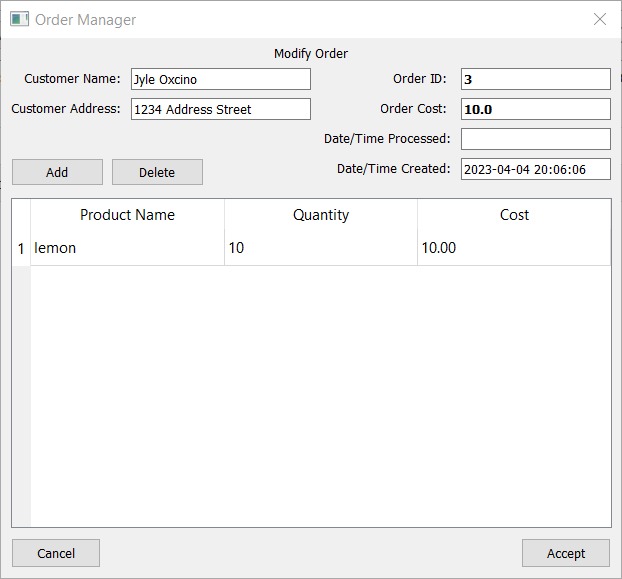 Order Manager
Modify Order
Customer Name: Jyle Oxcino Order ID: 3
Customer Address: 1234 Address Street Order Cost: 10.0
Date/Time Processed:
Add Delete Date/Time Created: 2023-04-04 20:06:06
Product Name Quantity Cost
1 lemon 10 10.00
Cancel Accept